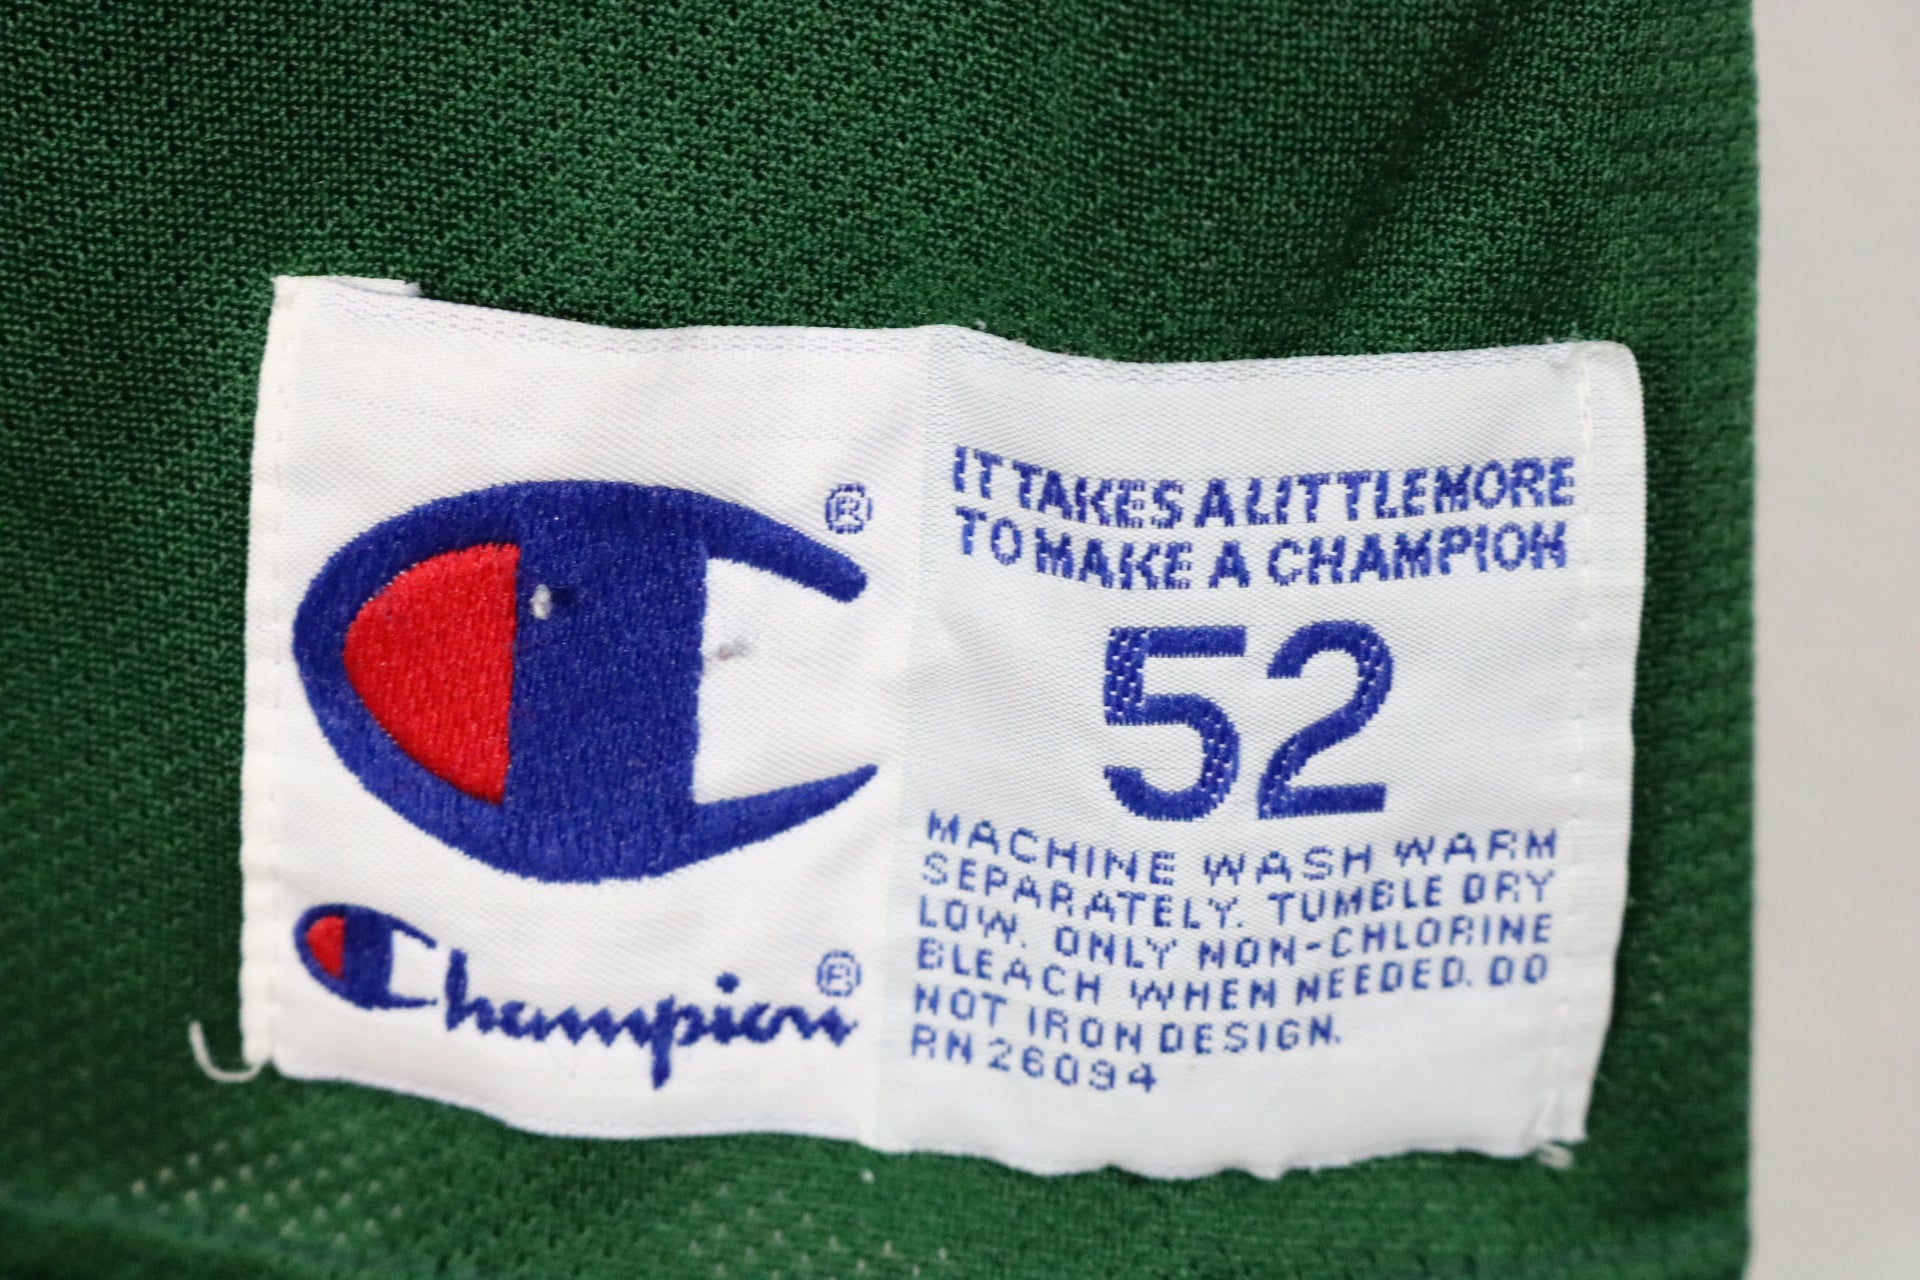 ®
Champion®
IT TAKES A LITTLE MORE
TO MAKE A CHAMPION
52
MACHINE WASH WARM
SEPARATELY. TUMBLE DRY
LOW. ONLY NON-CHLORINE
BLEACH WHEN NEEDED. DO
NOT IRON DESIGN.
RN 26094